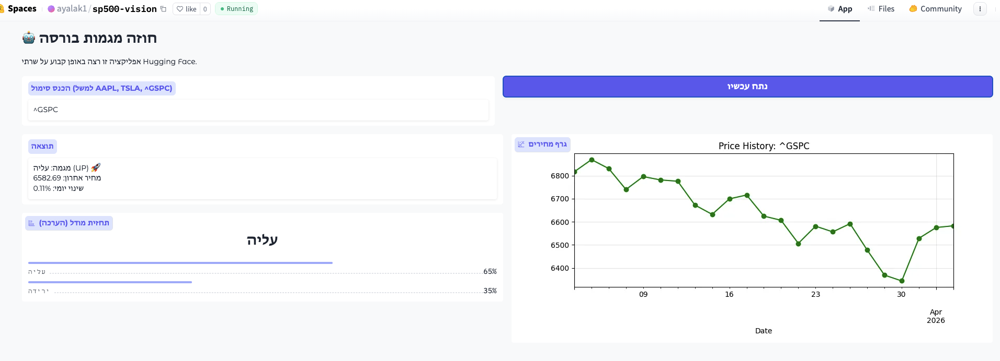 Spaces ayalak1/sp500-vision like 0 Running App Files Community
🤖 חוזה מגמות בורסה
אפליקציה זו רצה באופן קבוע על שרתי Hugging Face.
הכנס סימול (למשל AAPL, TSLA, ^GSPC)
^GSPC
נתח עכשיו
תוצאה
מגמה: עליה (UP) 🚀
מחיר אחרון: 6582.69
שינוי יומי: 0.11%
תחזית מודל (הערכה)
עליה
עליה 65%
ירידה 35%
גרף מחירים
Price History: ^GSPC
6800
6700
6600
6500
6400
09 16 23 30
Apr
2026
Date